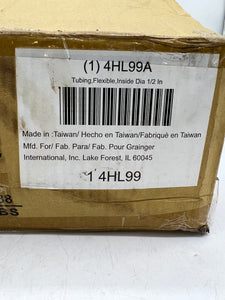 (1) 4HL99A
Tubing,Flexible,Inside Dia 1/2 In
Made in :Taiwan/ Hecho en Taiwan/Fabriqué en Taiwan
Mfd. For/ Fab. Para/ Fab. Pour Grainger
International, Inc. Lake Forest, IL 60045
1 4HL99